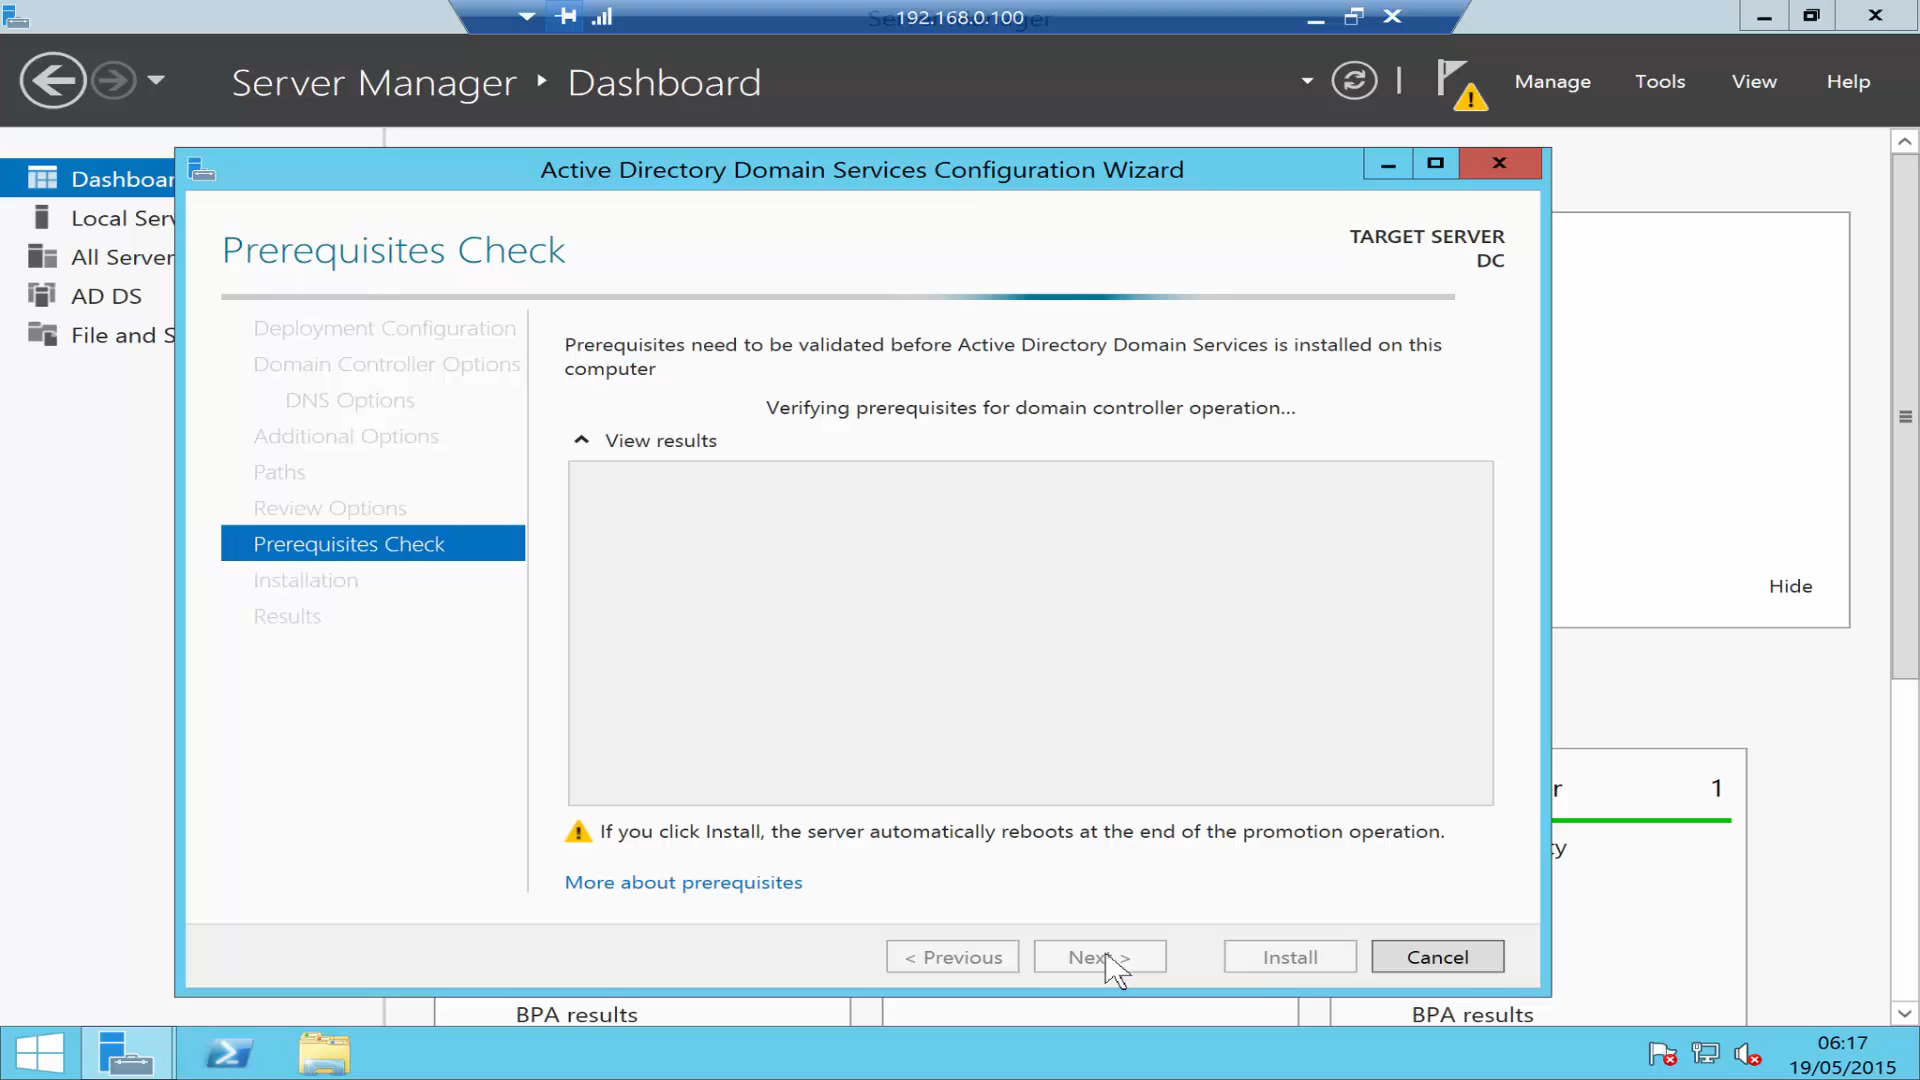 192.168.0.100
Server Manager
Dashboard
Manage
Tools
View
Help
Dashboar
Local Serv
All Server
AD DS
File and S
Active Directory Domain Services Configuration Wizard
Prerequisites Check
TARGET SERVER
DC
Deployment Configuration
Domain Controller Options
DNS Options
Additional Options
Paths
Review Options
Prerequisites Check
Installation
Results
Prerequisites need to be validated before Active Directory Domain Services is installed on this
computer
Verifying prerequisites for domain controller operation...
View results
If you click Install, the server automatically reboots at the end of the promotion operation.
More about prerequisites
< Previous
Next >
Install
Cancel
Hide
r
1
ty
BPA results
BPA results
06:17
19/05/2015